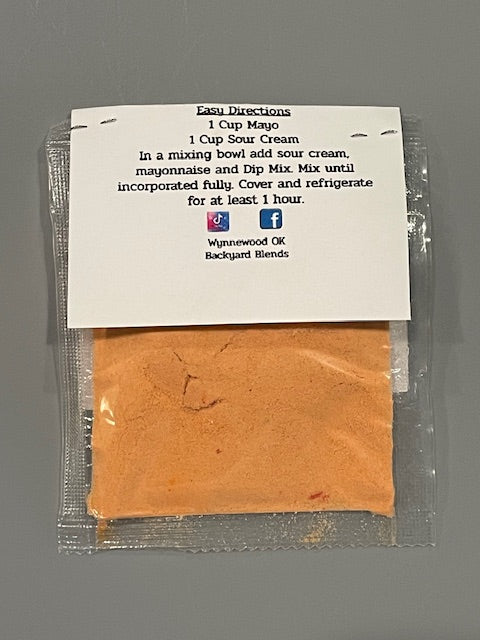 Easy Directions
1 Cup Mayo
1 Cup Sour Cream
In a mixing bowl add sour cream,
mayonnaise and Dip Mix. Mix until
incorporated fully. Cover and refrigerate
for at least 1 hour.
Wynnewood OK
Backyard Blends